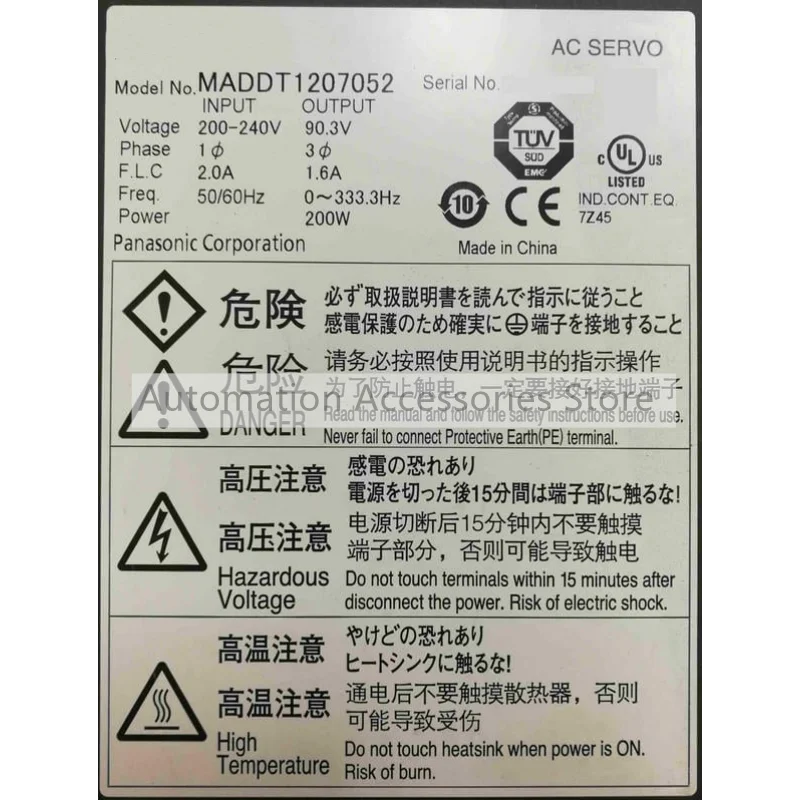 AC SERVO
Model No. MADDT1207052 Serial No.
INPUT OUTPUT
Voltage 200-240V 90.3V
Phase 1ϕ 3ϕ
F.L.C 2.0A 1.6A
Freq. 50/60Hz 0～333.3Hz
Power 200W
Panasonic Corporation
TÜV
SÜD
EMC
C UL US
LISTED
IND.CONT.EQ.
7Z45
10
CE
Made in China
危険 必ず取扱説明書を読んで指示に従うこと
感電保護のため確実に⏚端子を接地すること
危险 请务必按照使用说明书的指示操作
为了防止触电，一定要接好接地端子
Automation Accessories Store
DANGER Read the manual and follow the safety instructions before use.
Never fail to connect Protective Earth(PE) terminal.
高圧注意 感電の恐れあり
電源を切った後15分間は端子部に触るな!
高压注意 电源切断后15分钟内不要触摸
端子部分，否则可能导致触电
Hazardous Voltage Do not touch terminals within 15 minutes after
disconnect the power. Risk of electric shock.
高温注意 やけどの恐れあり
ヒートシンクに触るな!
高温注意 通电后不要触摸散热器，否则
可能导致受伤
High Temperature Do not touch heatsink when power is ON.
Risk of burn.